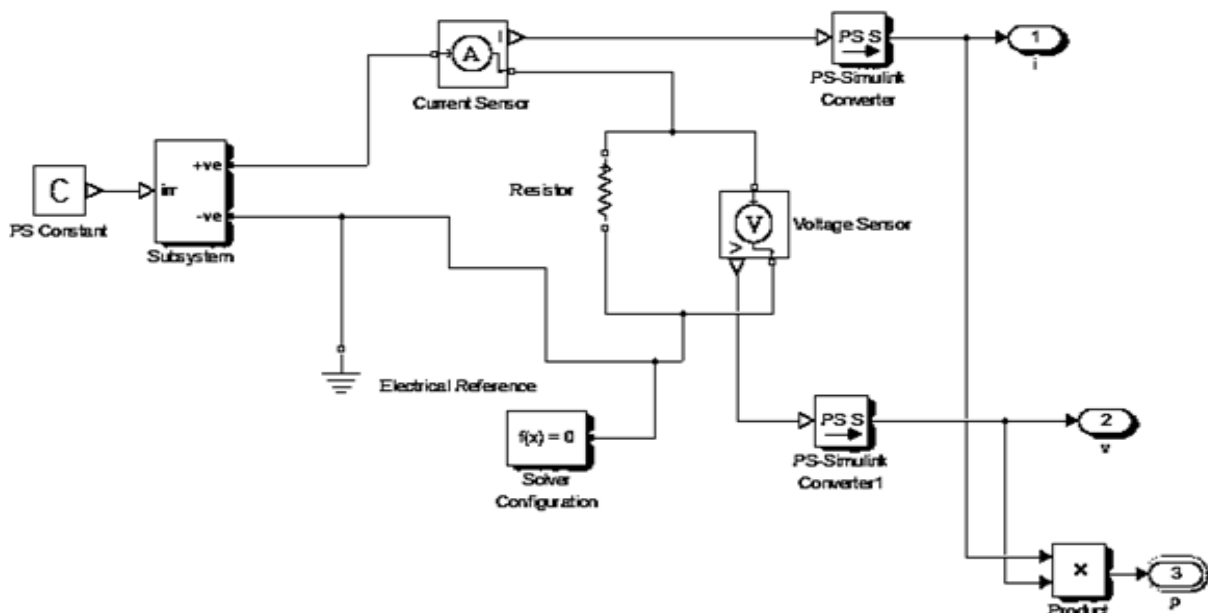 I
A
Current Sensor
PS S
PS-Simulink
Converter
1
i
C
PS Constant
irr
+ve
-ve
Subsystem
Resistor
+
V
V
Voltage Sensor
Electrical Reference
f(x) = 0
Solver
Configuration
PS S
PS-Simulink
Converter1
2
v
×
Product
3
p